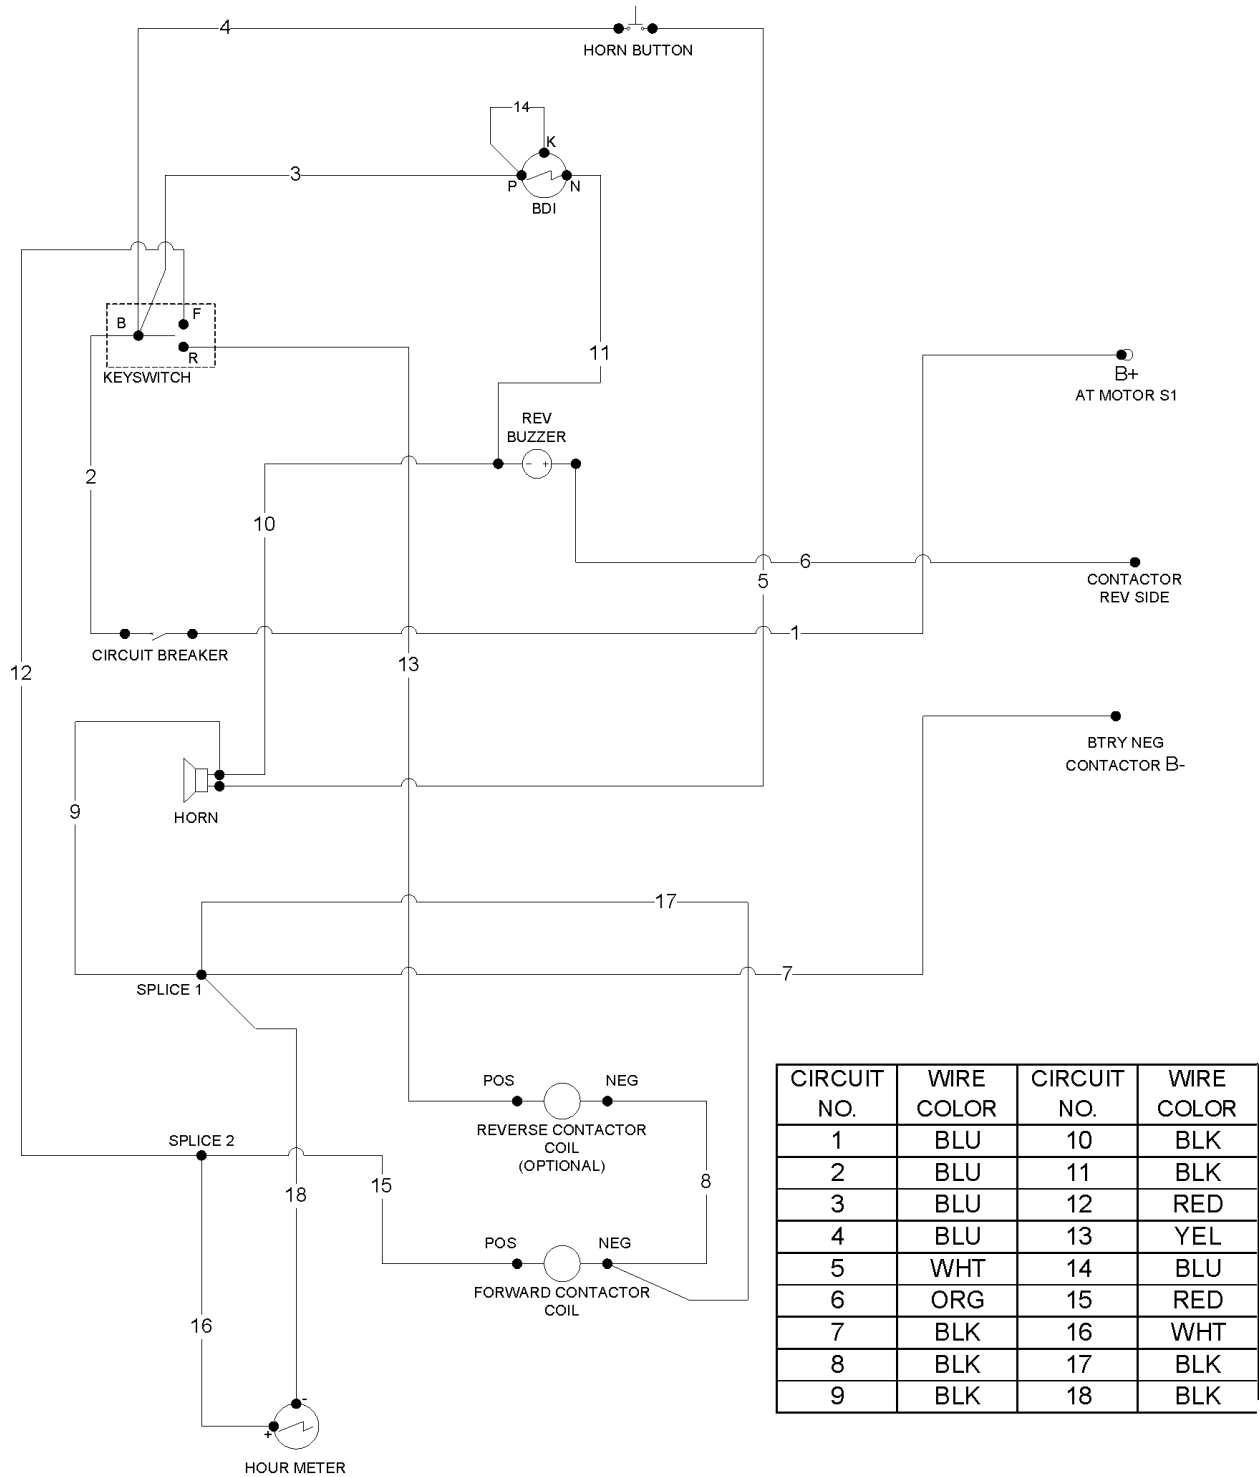 4
HORN BUTTON
14
K
3
P
N
BDI
F
B
R
KEYSWITCH
11
B+
AT MOTOR S1
REV
BUZZER
- +
2
10
6
5
CONTACTOR
REV SIDE
1
CIRCUIT BREAKER
12
13
BTRY NEG
CONTACTOR B-
9
HORN
17
7
SPLICE 1
POS
NEG
REVERSE CONTACTOR
COIL
(OPTIONAL)
SPLICE 2
15
18
8
POS
NEG
FORWARD CONTACTOR
COIL
16
-
+
HOUR METER
CIRCUIT NO. WIRE COLOR CIRCUIT NO. WIRE COLOR
1 BLU 10 BLK
2 BLU 11 BLK
3 BLU 12 RED
4 BLU 13 YEL
5 WHT 14 BLU
6 ORG 15 RED
7 BLK 16 WHT
8 BLK 17 BLK
9 BLK 18 BLK